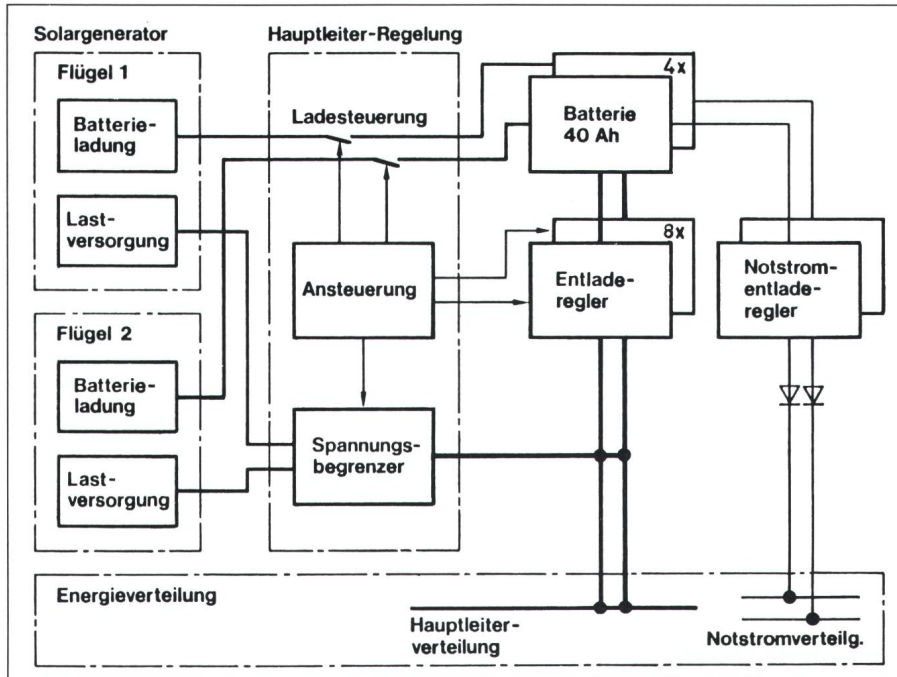 Solargenerator
Hauptleiter-Regelung
Flügel 1
Batterie-
ladung
Last-
versorgung
Flügel 2
Batterie-
ladung
Last-
versorgung
Ladesteuerung
Ansteuerung
Spannungs-
begrenzer
4x
Batterie
40 Ah
8x
Entlade-
regler
Notstrom-
entlade-
regler
Energieverteilung
Hauptleiter-
verteilung
Notstromverteilg.